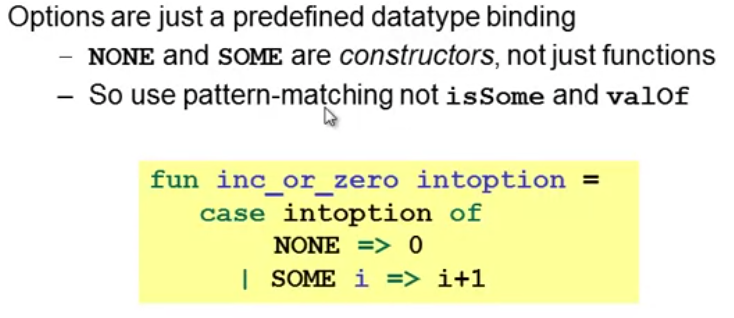 Options are just a predefined datatype binding
– NONE and SOME are constructors, not just functions
– So use pattern-matching not isSome and valOf
fun inc_or_zero intoption =
case intoption of
NONE => 0
| SOME i => i+1